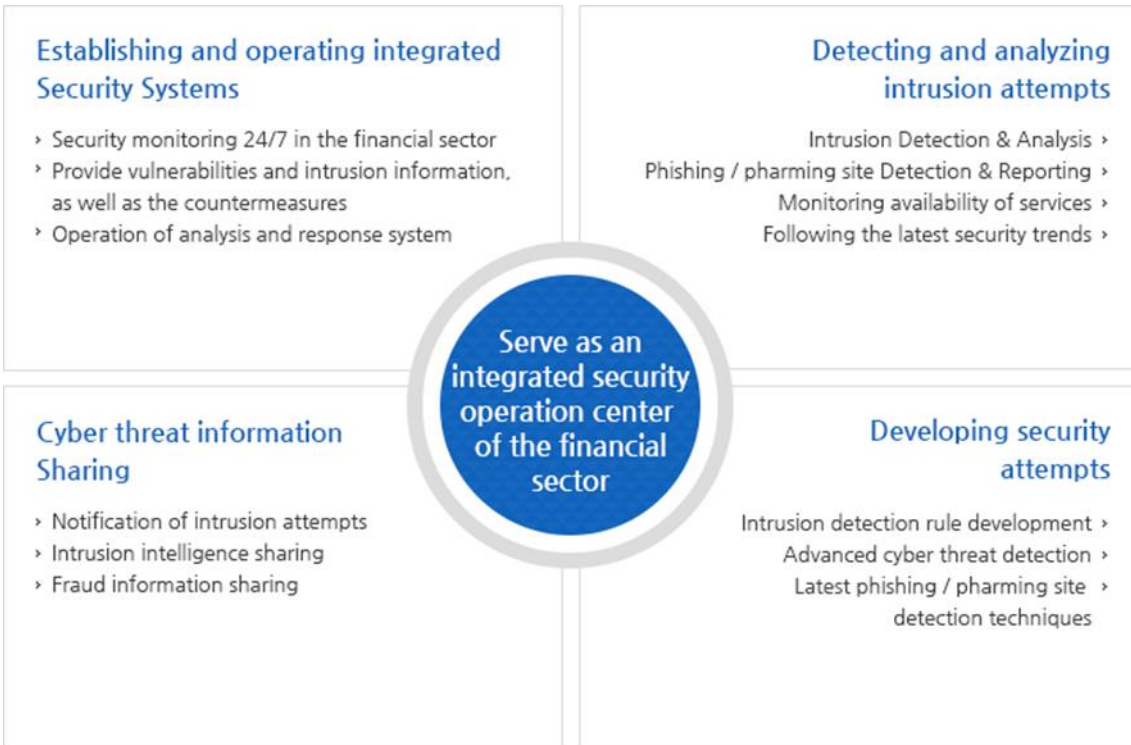 Establishing and operating integrated
Security Systems
› Security monitoring 24/7 in the financial sector
› Provide vulnerabilities and intrusion information,
as well as the countermeasures
› Operation of analysis and response system
Detecting and analyzing
intrusion attempts
Intrusion Detection & Analysis ›
Phishing / pharming site Detection & Reporting ›
Monitoring availability of services ›
Following the latest security trends ›
Serve as an
integrated security
operation center
of the financial
sector
Cyber threat information
Sharing
› Notification of intrusion attempts
› Intrusion intelligence sharing
› Fraud information sharing
Developing security
attempts
Intrusion detection rule development ›
Advanced cyber threat detection ›
Latest phishing / pharming site ›
detection techniques